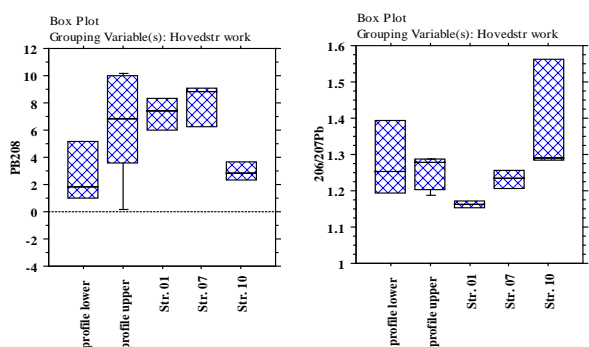 Box Plot
Grouping Variable(s): Hovedstr work
12
10
8
6
4
2
0
-2
-4
PB208
profile lower
profile upper
Str. 01
Str. 07
Str. 10
Box Plot
Grouping Variable(s): Hovedstr work
1.6
1.5
1.4
1.3
1.2
1.1
1
206/207Pb
profile lower
profile upper
Str. 01
Str. 07
Str. 10